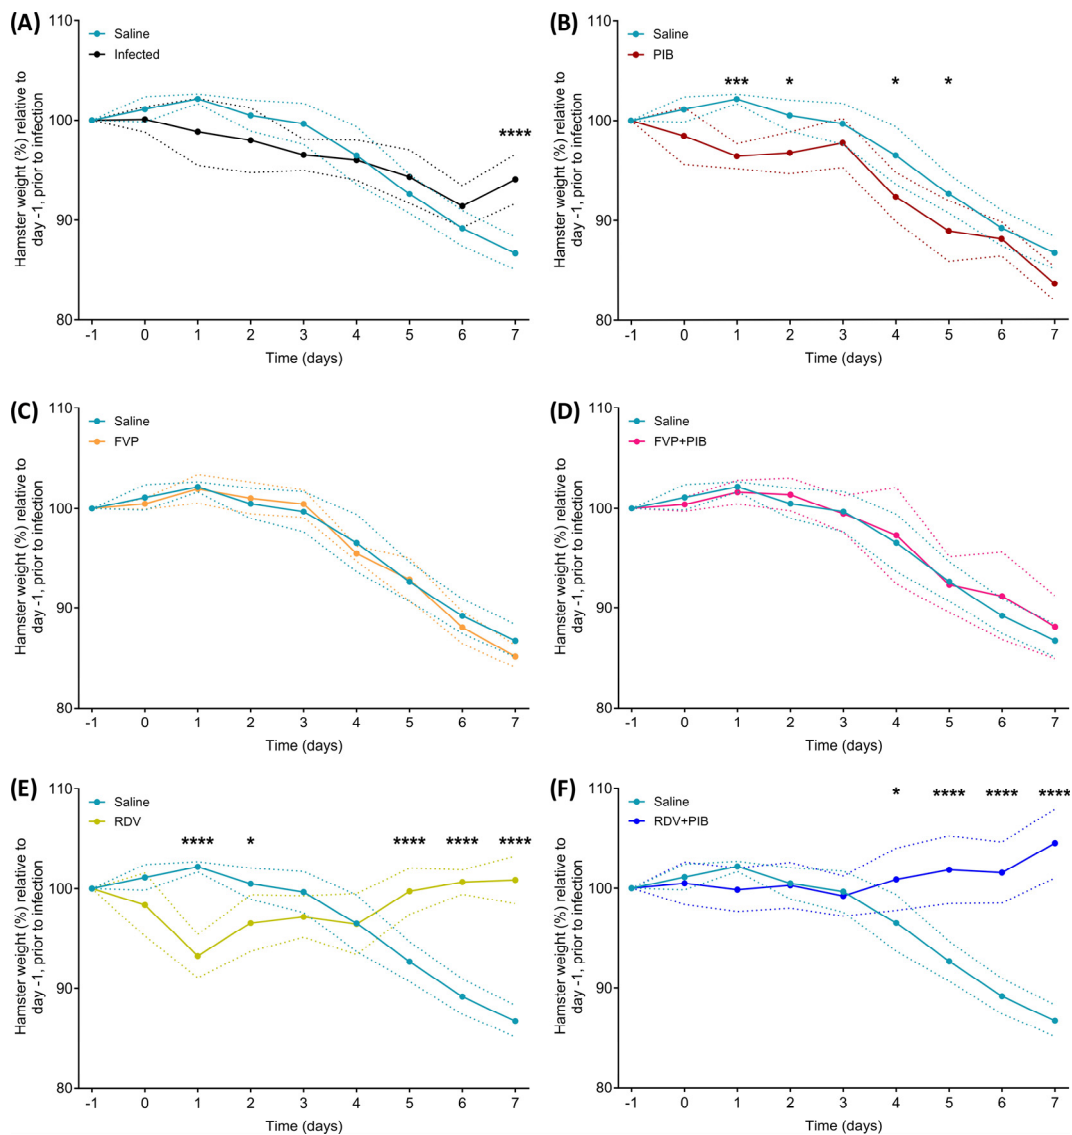 (A)
Hamster weight (%) relative to
day -1, prior to infection
110
100
90
80
Saline
Infected
****
-1 0 1 2 3 4 5 6 7
Time (days)
(B)
Hamster weight (%) relative to
day -1, prior to infection
110
100
90
80
Saline
PIB
*** * * *
-1 0 1 2 3 4 5 6 7
Time (days)
(C)
Hamster weight (%) relative to
day -1, prior to infection
110
100
90
80
Saline
FVP
-1 0 1 2 3 4 5 6 7
Time (days)
(D)
Hamster weight (%) relative to
day -1, prior to infection
110
100
90
80
Saline
FVP+PIB
-1 0 1 2 3 4 5 6 7
Time (days)
(E)
Hamster weight (%) relative to
day -1, prior to infection
110
100
90
80
Saline
RDV
**** * **** **** ****
-1 0 1 2 3 4 5 6 7
Time (days)
(F)
Hamster weight (%) relative to
day -1, prior to infection
110
100
90
80
Saline
RDV+PIB
* **** **** ****
-1 0 1 2 3 4 5 6 7
Time (days)